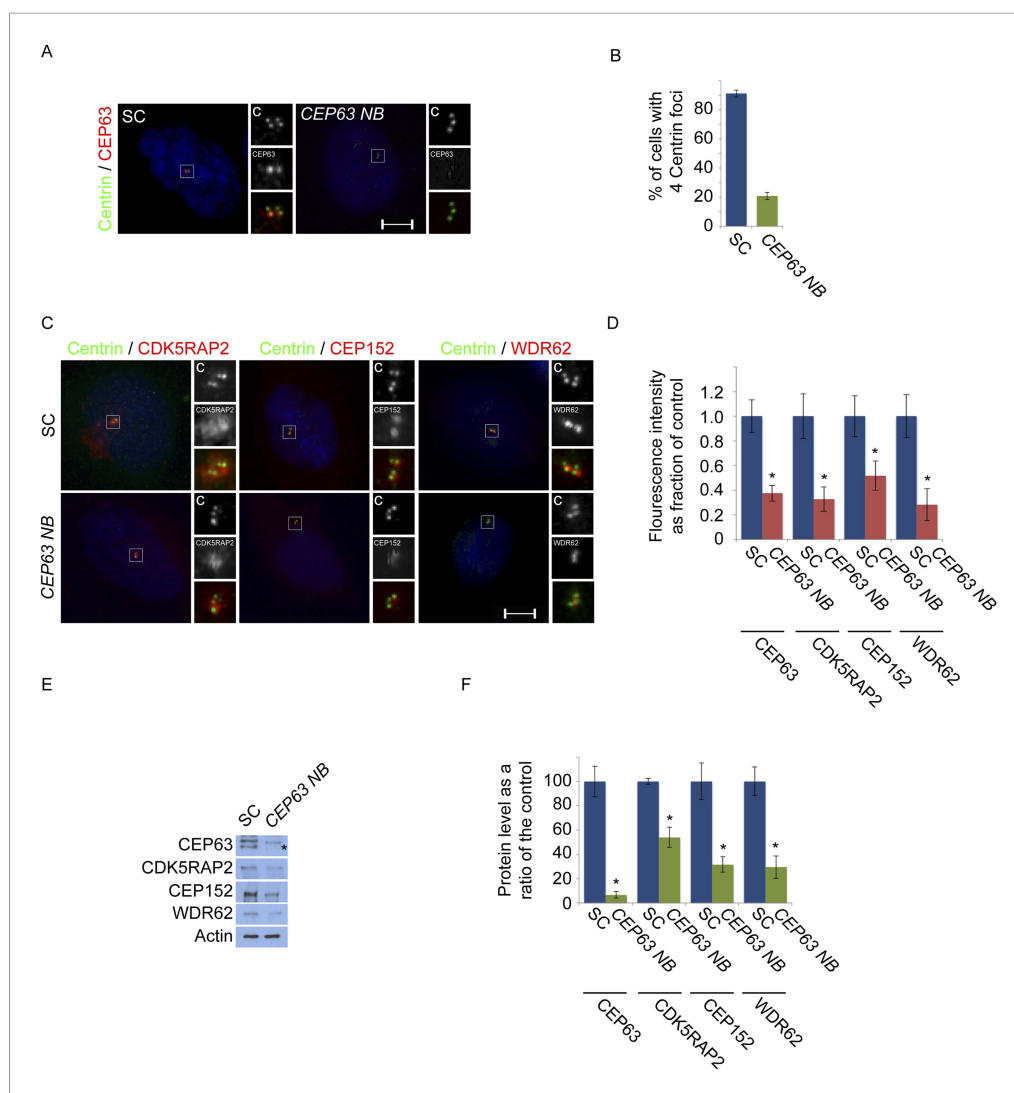 A
Centrin / CEP63
SC
C
CEP63
CEP63 NB
C
CEP63
B
% of cells with
4 Centrin foci
80
60
40
20
0
SC
CEP63 NB
C
Centrin / CDK5RAP2
Centrin / CEP152
Centrin / WDR62
SC
C
CDK5RAP2
C
CEP152
C
WDR62
CEP63 NB
C
CDK5RAP2
C
CEP152
C
WDR62
D
Flourescence intensity
as fraction of control
1.2
1.0
0.8
0.6
0.4
0.2
0
* * * *
SC
CEP63 NB
SC
CEP63 NB
SC
CEP63 NB
SC
CEP63 NB
CEP63
CDK5RAP2
CEP152
WDR62
E
SC
CEP63 NB
CEP63
*
CDK5RAP2
CEP152
WDR62
Actin
F
Protein level as a
ratio of the control
100
80
60
40
20
0
* * * *
SC
CEP63 NB
SC
CEP63 NB
SC
CEP63 NB
SC
CEP63 NB
CEP63
CDK5RAP2
CEP152
WDR62